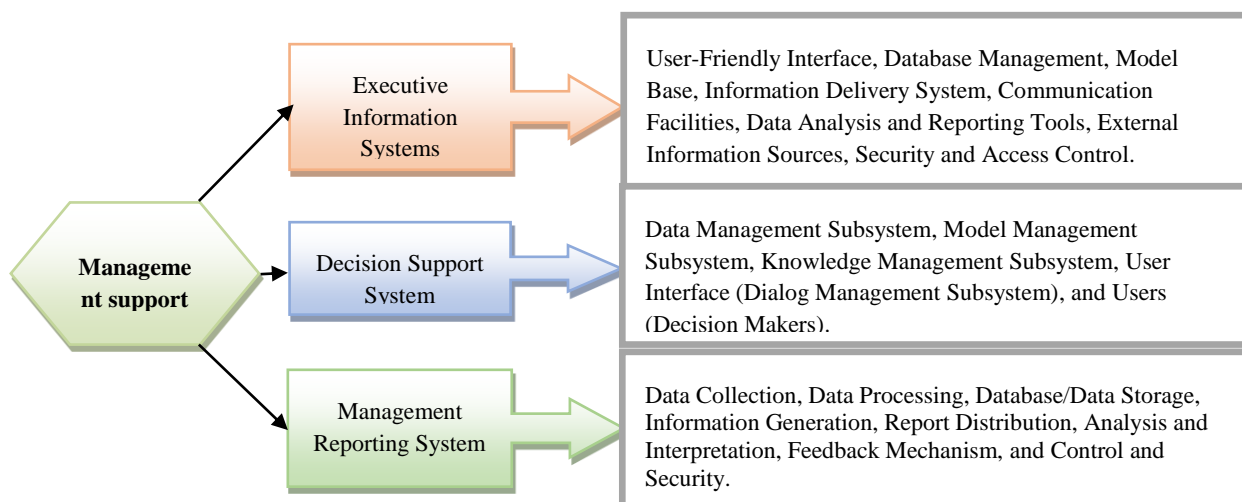 Manageme
nt support
Executive
Information
Systems
User-Friendly Interface, Database Management, Model
Base, Information Delivery System, Communication
Facilities, Data Analysis and Reporting Tools, External
Information Sources, Security and Access Control.
Decision Support
System
Data Management Subsystem, Model Management
Subsystem, Knowledge Management Subsystem, User
Interface (Dialog Management Subsystem), and Users
(Decision Makers).
Management
Reporting System
Data Collection, Data Processing, Database/Data Storage,
Information Generation, Report Distribution, Analysis and
Interpretation, Feedback Mechanism, and Control and
Security.